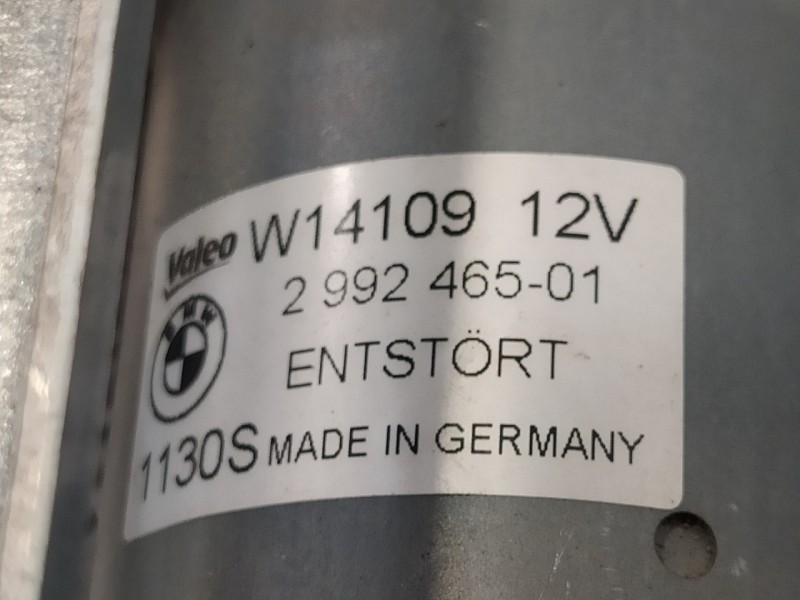 Valeo W14109 12V
2 992 465-01
BMW
ENTSTÖRT
1130S MADE IN GERMANY